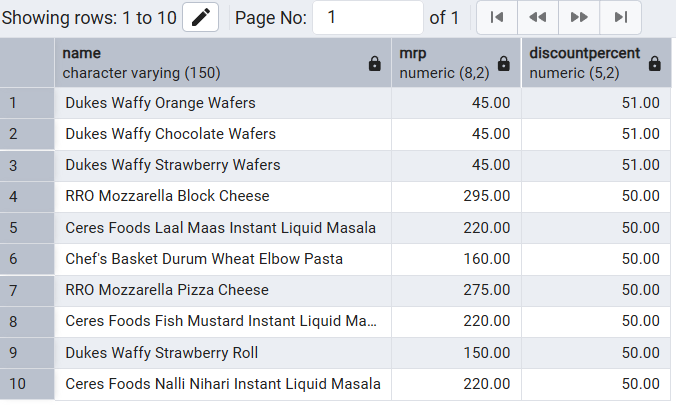 Showing rows: 1 to 10 Page No: 1 of 1
name mrp discountpercent
character varying (150) numeric (8,2) numeric (5,2)
1 Dukes Waffy Orange Wafers 45.00 51.00
2 Dukes Waffy Chocolate Wafers 45.00 51.00
3 Dukes Waffy Strawberry Wafers 45.00 51.00
4 RRO Mozzarella Block Cheese 295.00 50.00
5 Ceres Foods Laal Maas Instant Liquid Masala 220.00 50.00
6 Chef's Basket Durum Wheat Elbow Pasta 160.00 50.00
7 RRO Mozzarella Pizza Cheese 275.00 50.00
8 Ceres Foods Fish Mustard Instant Liquid Ma... 220.00 50.00
9 Dukes Waffy Strawberry Roll 150.00 50.00
10 Ceres Foods Nalli Nihari Instant Liquid Masala 220.00 50.00